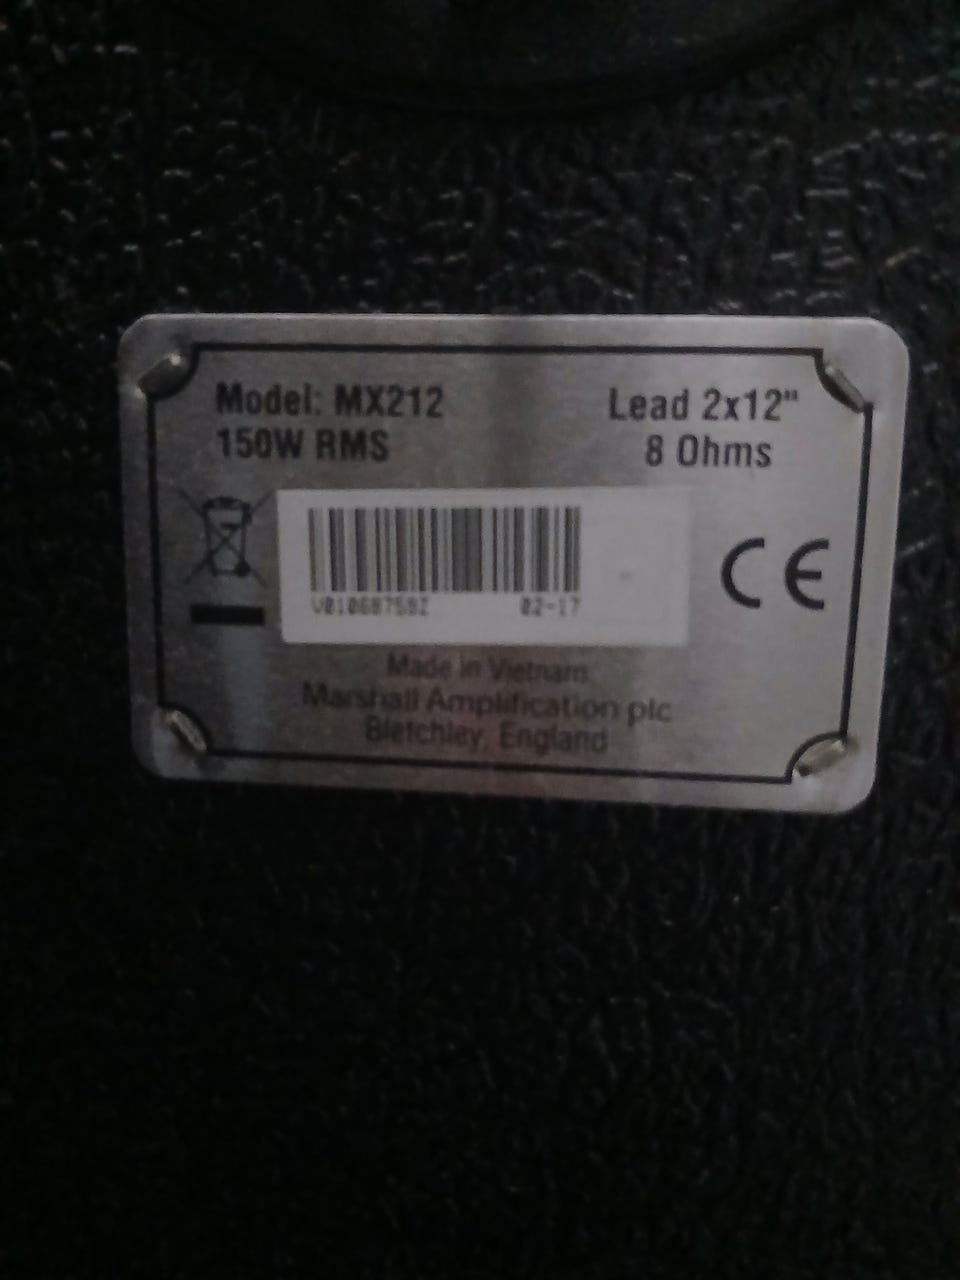 Model: MX212
Lead 2x12"
150W RMS
8 Ohms
CE
02-17
Made in Vietnam
Marshall Amplification plc
Bletchley, England